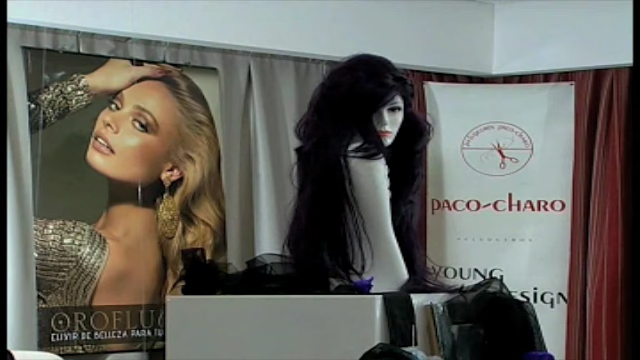 OROFLU
ELIXIR DE BELLEZA PARA TU
PACO-CHARO
YOUNG
DESIGN